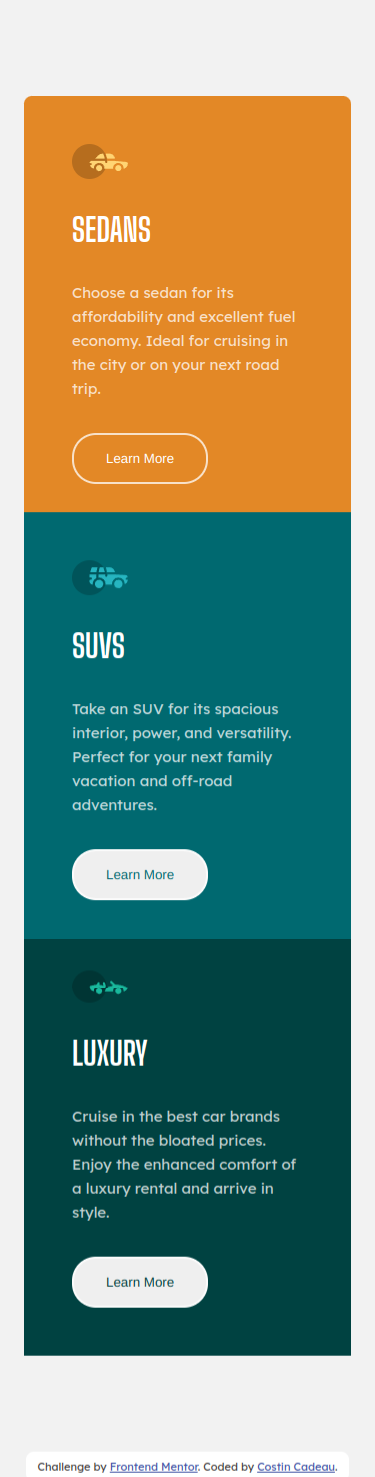 SEDANS
Choose a sedan for its
affordability and excellent fuel
economy. Ideal for cruising in
the city or on your next road
trip.
Learn More
SUVS
Take an SUV for its spacious
interior, power, and versatility.
Perfect for your next family
vacation and off-road
adventures.
Learn More
LUXURY
Cruise in the best car brands
without the bloated prices.
Enjoy the enhanced comfort of
a luxury rental and arrive in
style.
Learn More
Challenge by Frontend Mentor. Coded by Costin Cadeau.